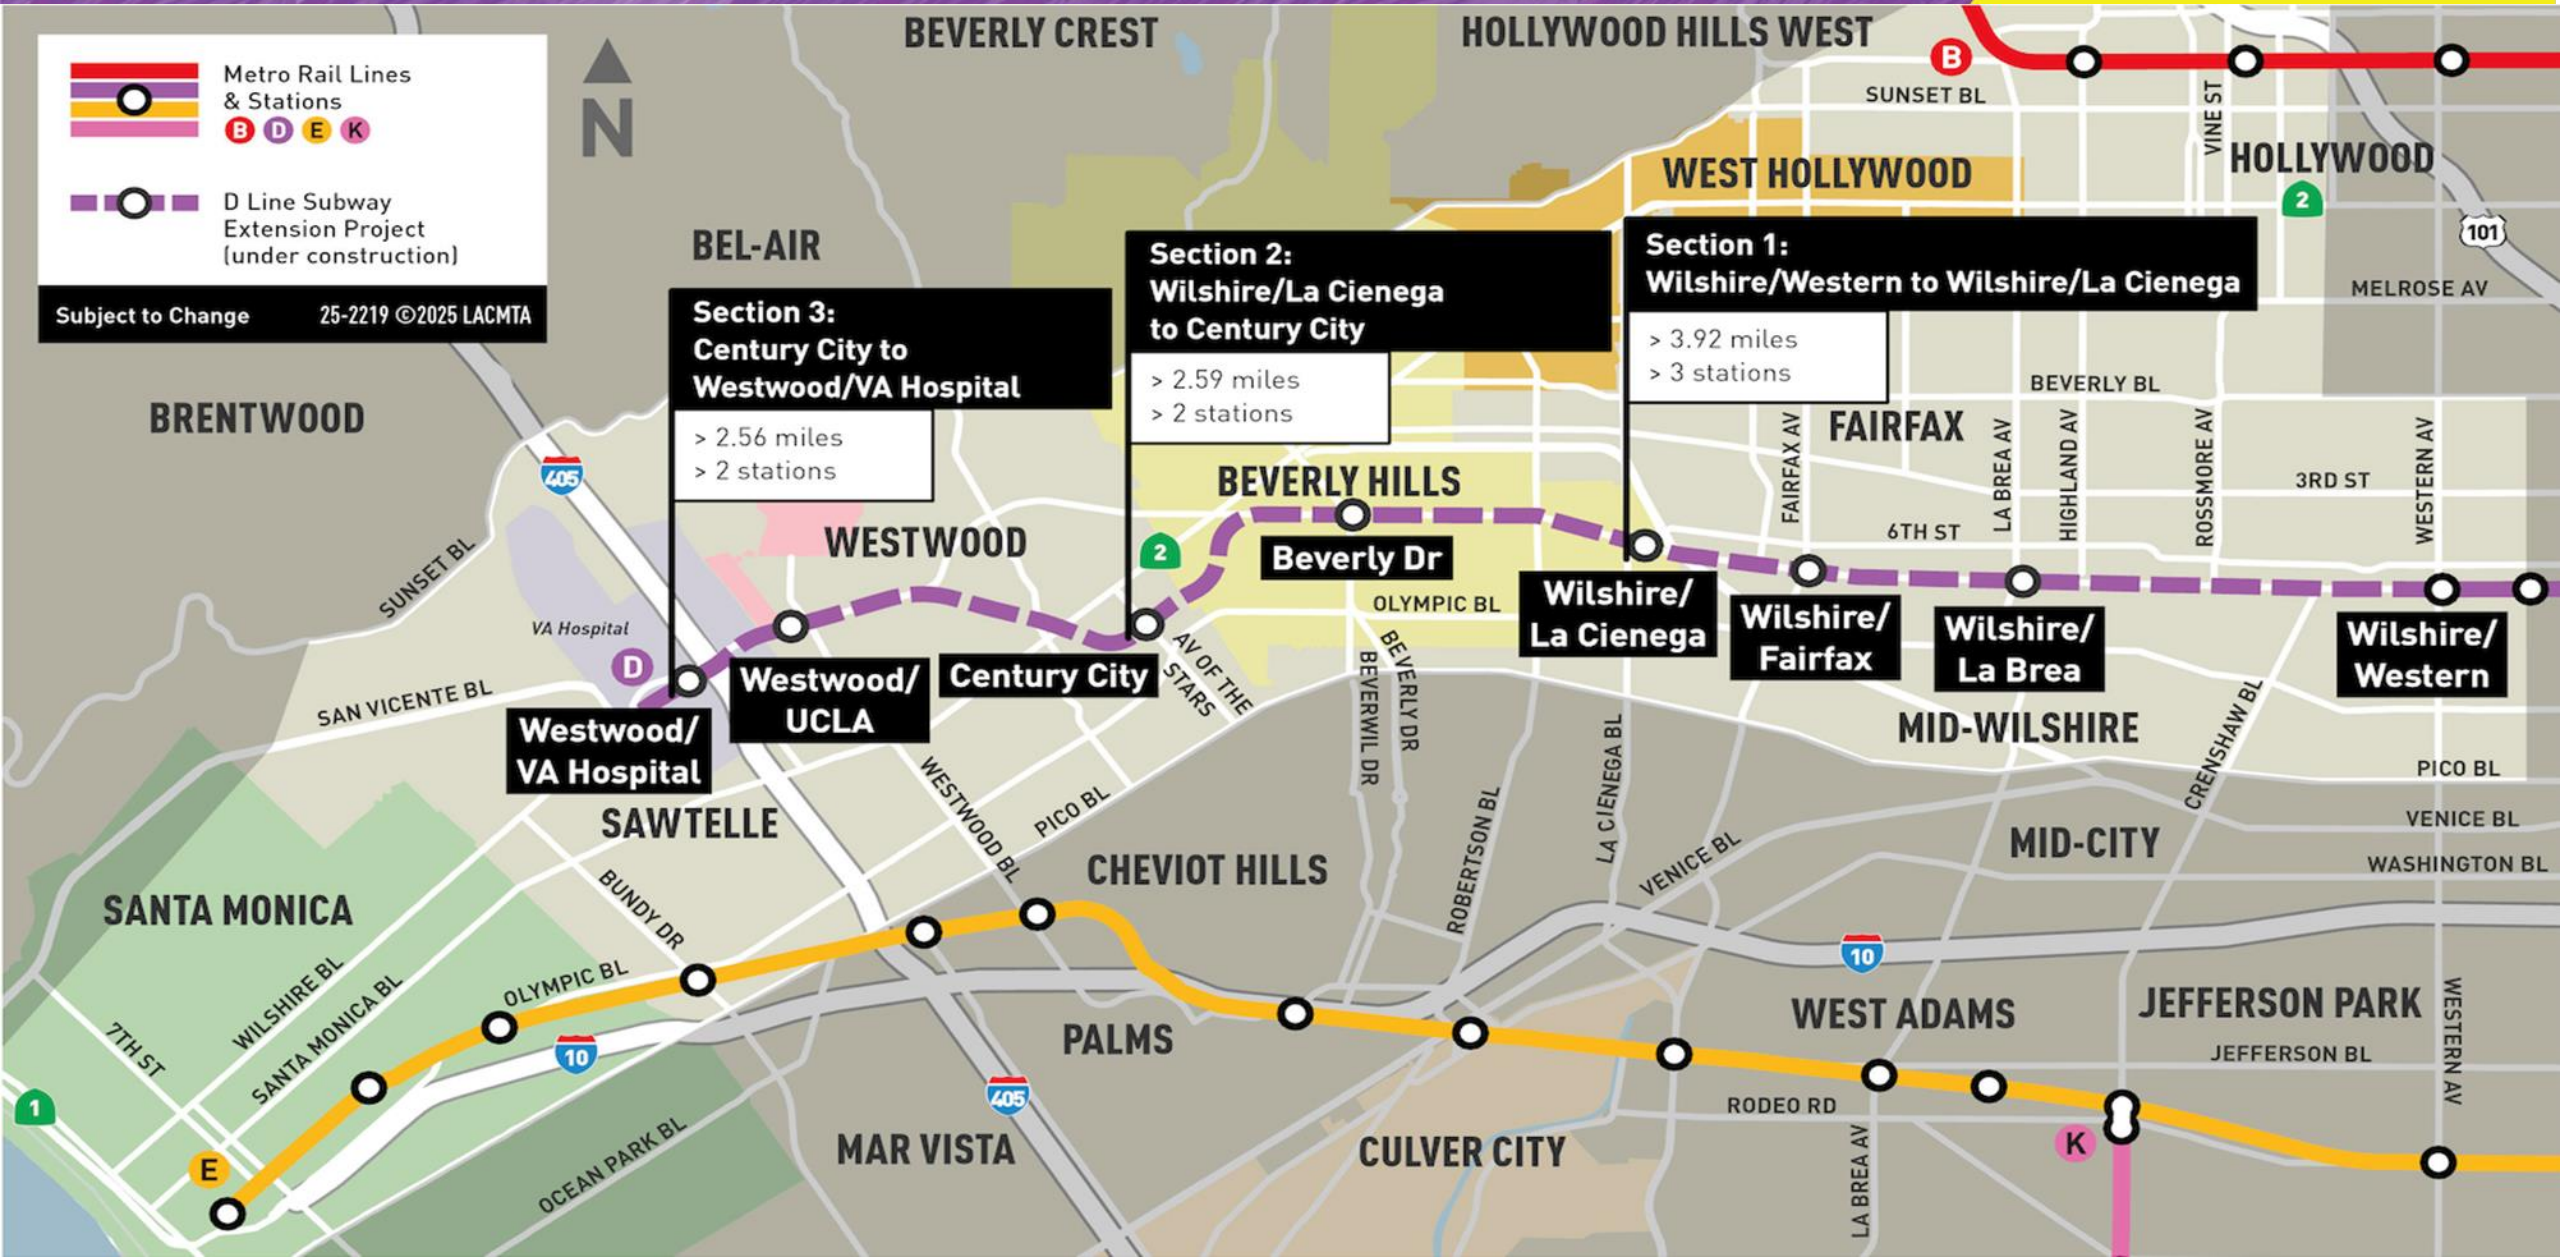 Metro Rail Lines
& Stations
B D E K
D Line Subway
Extension Project
(under construction)
Subject to Change 25-2219 ©2025 LACMTA
N
BEVERLY CREST
HOLLYWOOD HILLS WEST
B
SUNSET BL
VINE ST
HOLLYWOOD
2
101
WEST HOLLYWOOD
MELROSE AV
BEL-AIR
Section 3:
Century City to
Westwood/VA Hospital
> 2.56 miles
> 2 stations
Section 2:
Wilshire/La Cienega
to Century City
> 2.59 miles
> 2 stations
Section 1:
Wilshire/Western to Wilshire/La Cienega
> 3.92 miles
> 3 stations
BEVERLY BL
FAIRFAX AV
FAIRFAX
LA BREA AV
HIGHLAND AV
ROSSMORE AV
WESTERN AV
3RD ST
6TH ST
BRENTWOOD
405
SUNSET BL
WESTWOOD
BEVERLY HILLS
2
VA Hospital
D
Beverly Dr
OLYMPIC BL
Wilshire/
La Cienega
Wilshire/
Fairfax
Wilshire/
La Brea
Wilshire/
Western
Westwood/
VA Hospital
Westwood/
UCLA
Century City
AV OF THE
STARS
BEVERWIL DR
BEVERLY DR
SAN VICENTE BL
MID-WILSHIRE
CRENSHAW BL
PICO BL
SAWTELLE
WESTWOOD BL
PICO BL
ROBERTSON BL
LA CIENEGA BL
VENICE BL
MID-CITY
VENICE BL
WASHINGTON BL
CHEVIOT HILLS
SANTA MONICA
BUNDY DR
OLYMPIC BL
WILSHIRE BL
SANTA MONICA BL
7TH ST
10
10
WEST ADAMS
JEFFERSON PARK
WESTERN AV
JEFFERSON BL
PALMS
405
1
E
OCEAN PARK BL
MAR VISTA
CULVER CITY
RODEO RD
LA BREA AV
K